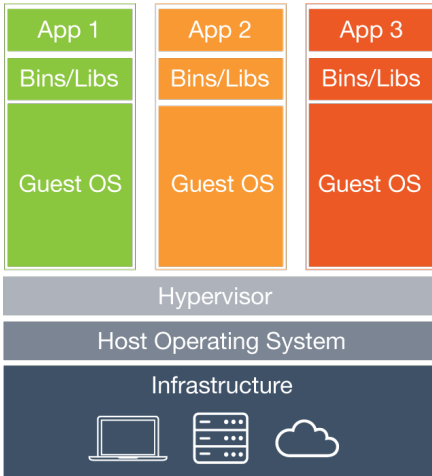 App 1
Bins/Libs
Guest OS
App 2
Bins/Libs
Guest OS
App 3
Bins/Libs
Guest OS
Hypervisor
Host Operating System
Infrastructure